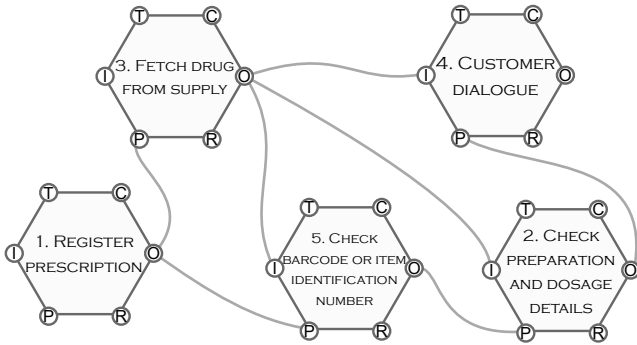 T C
T C
I 3. Fetch drug from supply O
I 4. Customer dialogue O
P R
P R
T C
T C
T C
I 1. Register prescription O
I 5. Check barcode or item identification number O
I 2. Check preparation and dosage details O
P R
P R
P R